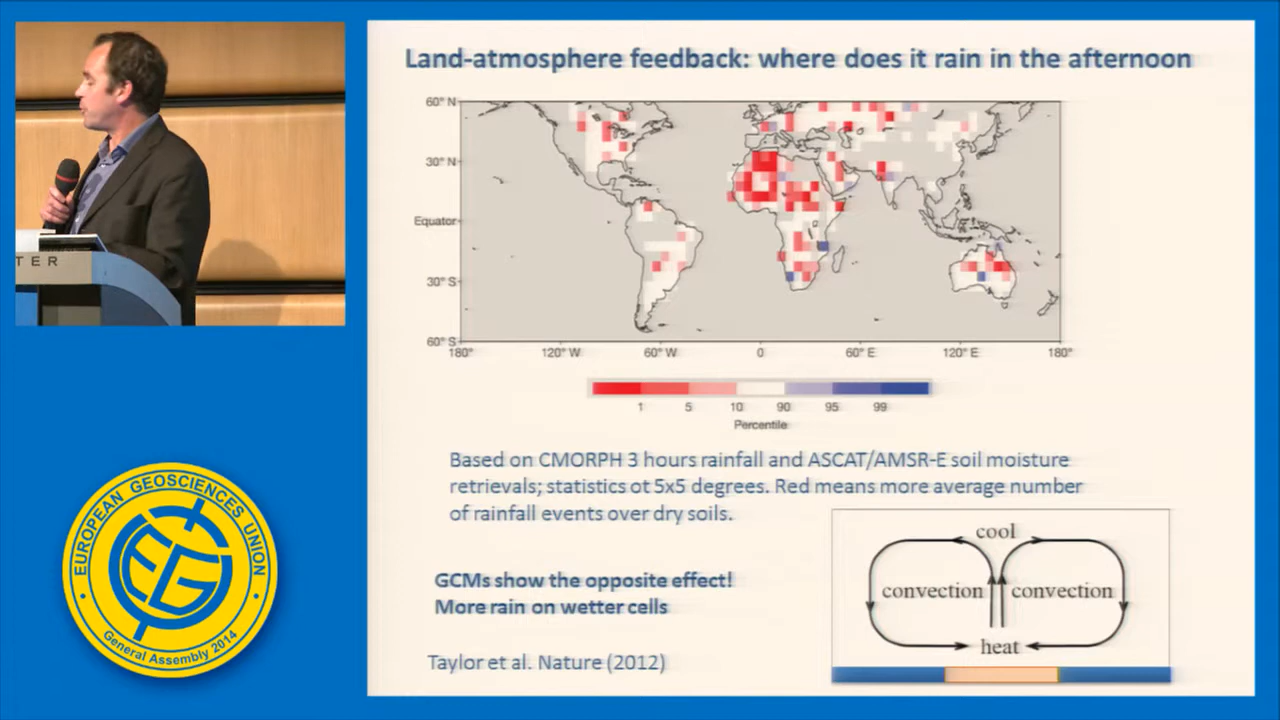 Land-atmosphere feedback: where does it rain in the afternoon
60° N
30° N
Equator
30° S
60° S
180°
120° W
60° W
0
60° E
120° E
180°
1
5
10
90
95
99
Percentile
Based on CMORPH 3 hours rainfall and ASCAT/AMSR-E soil moisture
retrievals; statistics ot 5x5 degrees. Red means more average number
of rainfall events over dry soils.
GCMs show the opposite effect!
More rain on wetter cells
Taylor et al. Nature (2012)
cool
convection
convection
heat
TER
EUROPEAN GEOSCIENCES UNION
EG
General Assembly 2014